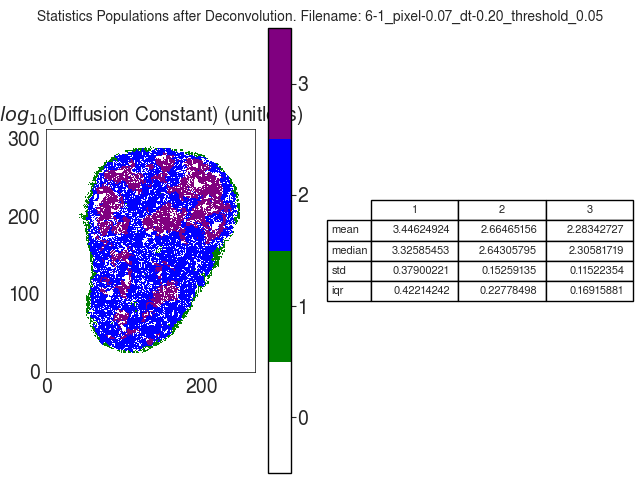 Statistics Populations after Deconvolution. Filename: 6-1_pixel-0.07_dt-0.20_threshold_0.05
log10(Diffusion Constant) (unitless)
300
200
100
0
0 200
3
2
1
0
1 2 3
mean 3.44624924 2.66465156 2.28342727
median 3.32585453 2.64305795 2.30581719
std 0.37900221 0.15259135 0.11522354
iqr 0.42214242 0.22778498 0.16915881